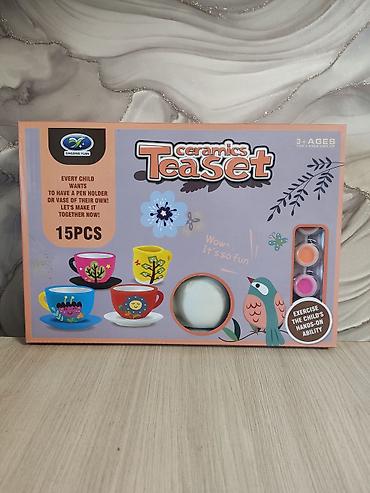 ceramics
Teaset
3+AGES
EVERY CHILD
WANTS
TO HAVE A PEN HOLDER
OR VASE OF THEIR OWN!
LET'S MAKE IT
TOGETHER NOW!
15PCS
Wow~
It's so fun
EXERCISE
THE CHILD'S
HANDS-ON
ABILITY